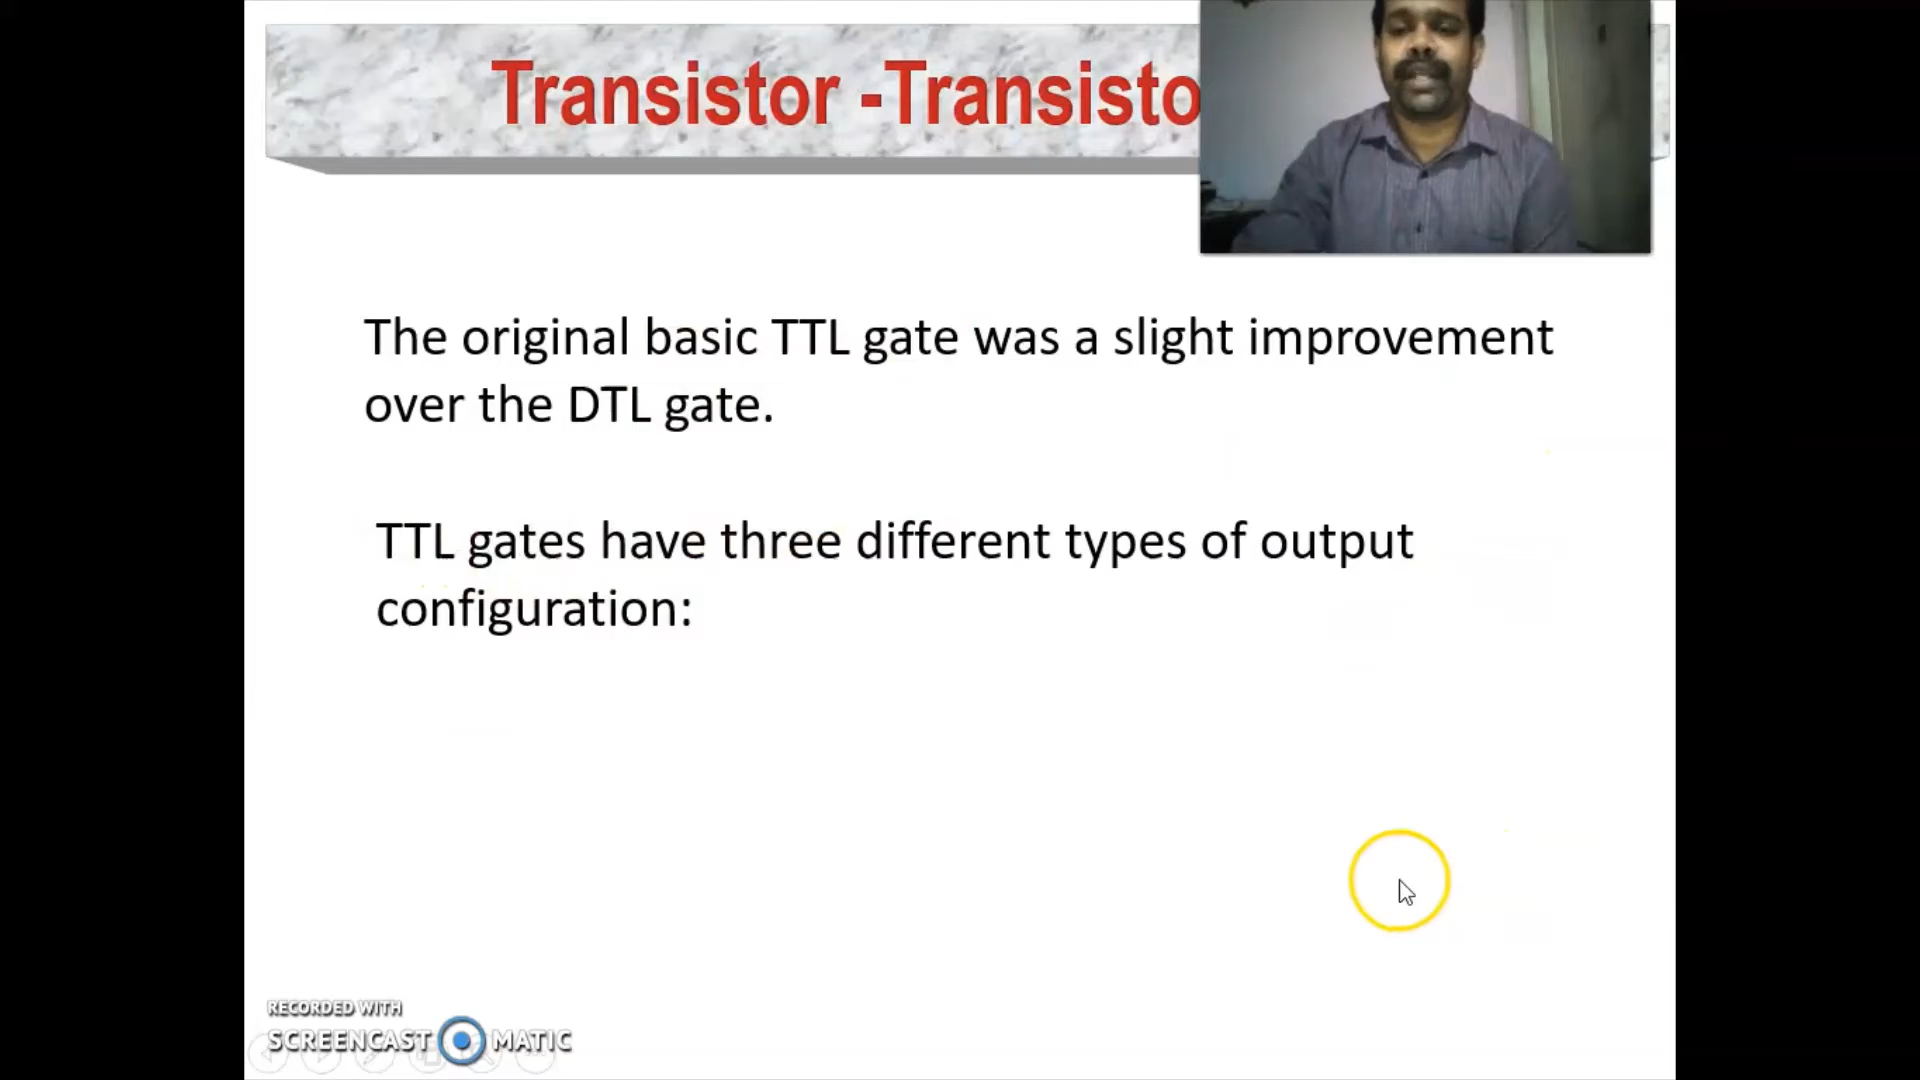 Transistor -Transisto
The original basic TTL gate was a slight improvement
over the DTL gate.
TTL gates have three different types of output
configuration:
RECORDED WITH
SCREENCAST MATIC